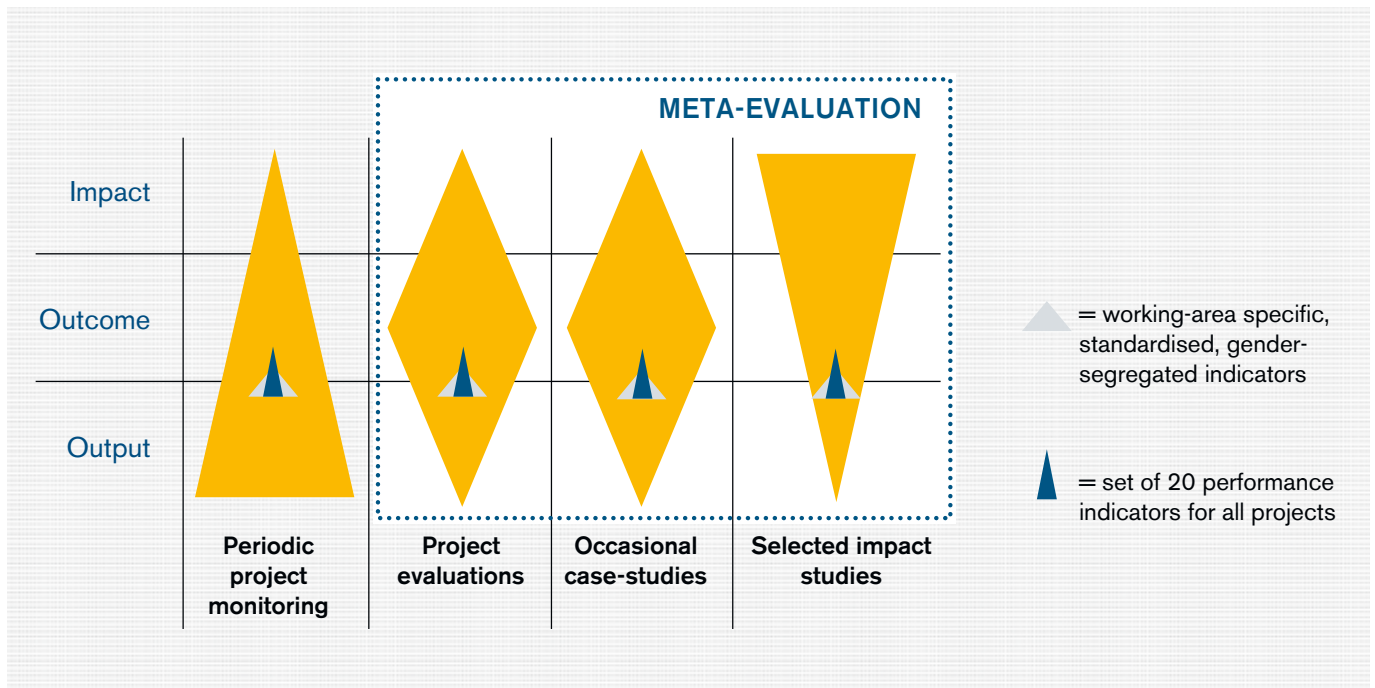 META-EVALUATION
Impact
Outcome
Output
Periodic
project
monitoring
Project
evaluations
Occasional
case-studies
Selected impact
studies
= working-area specific,
standardised, gender-
segregated indicators
= set of 20 performance
indicators for all projects